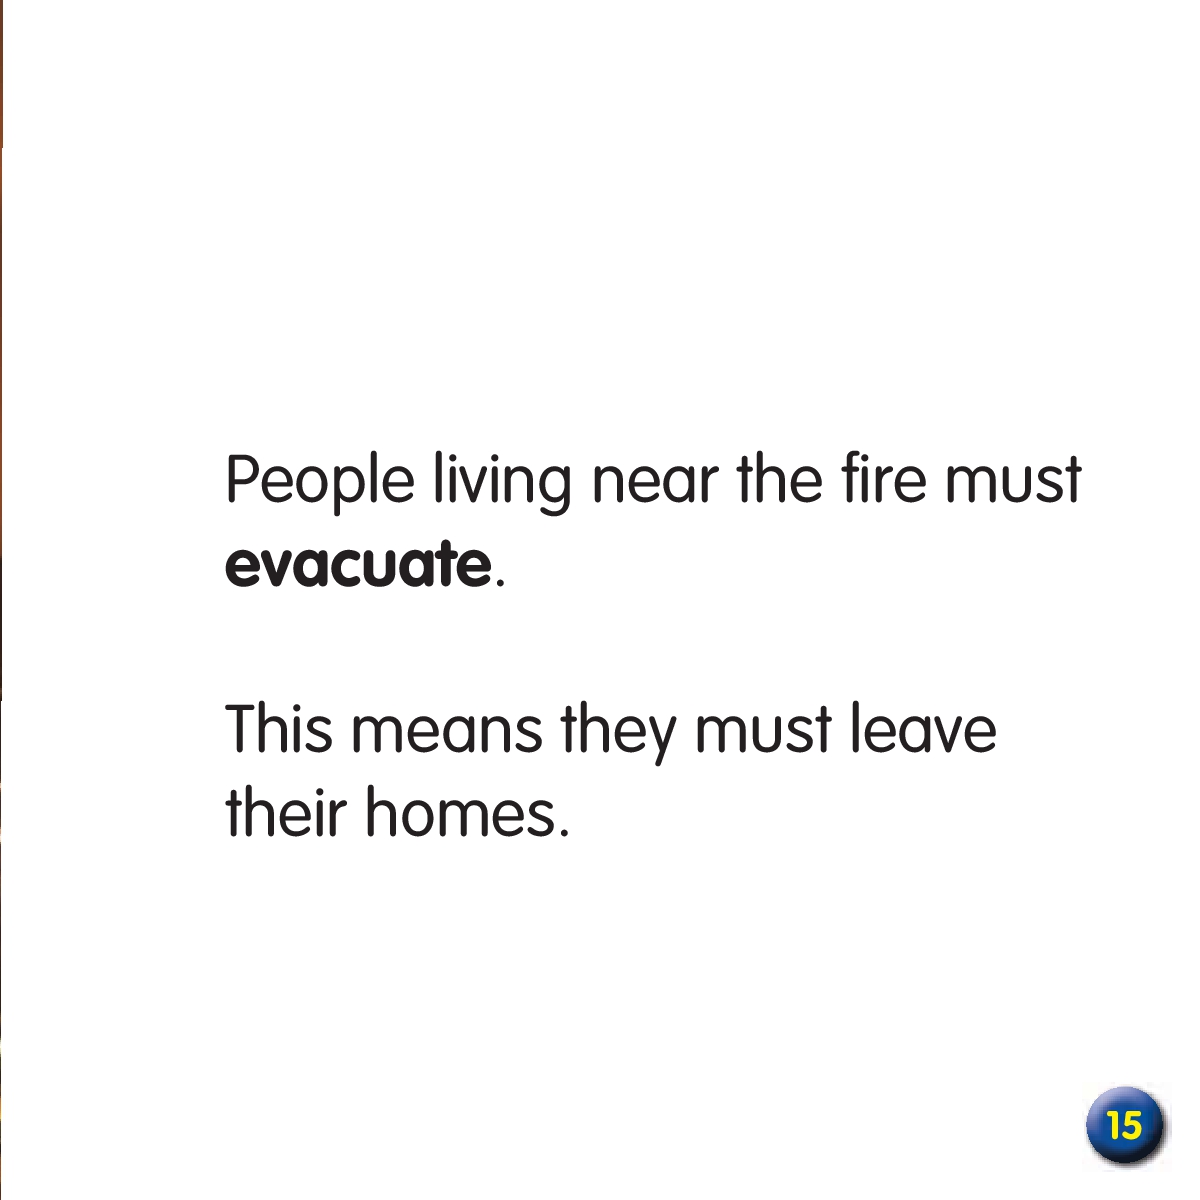 People living near the fire must
evacuate.
This means they must leave
their homes.
15